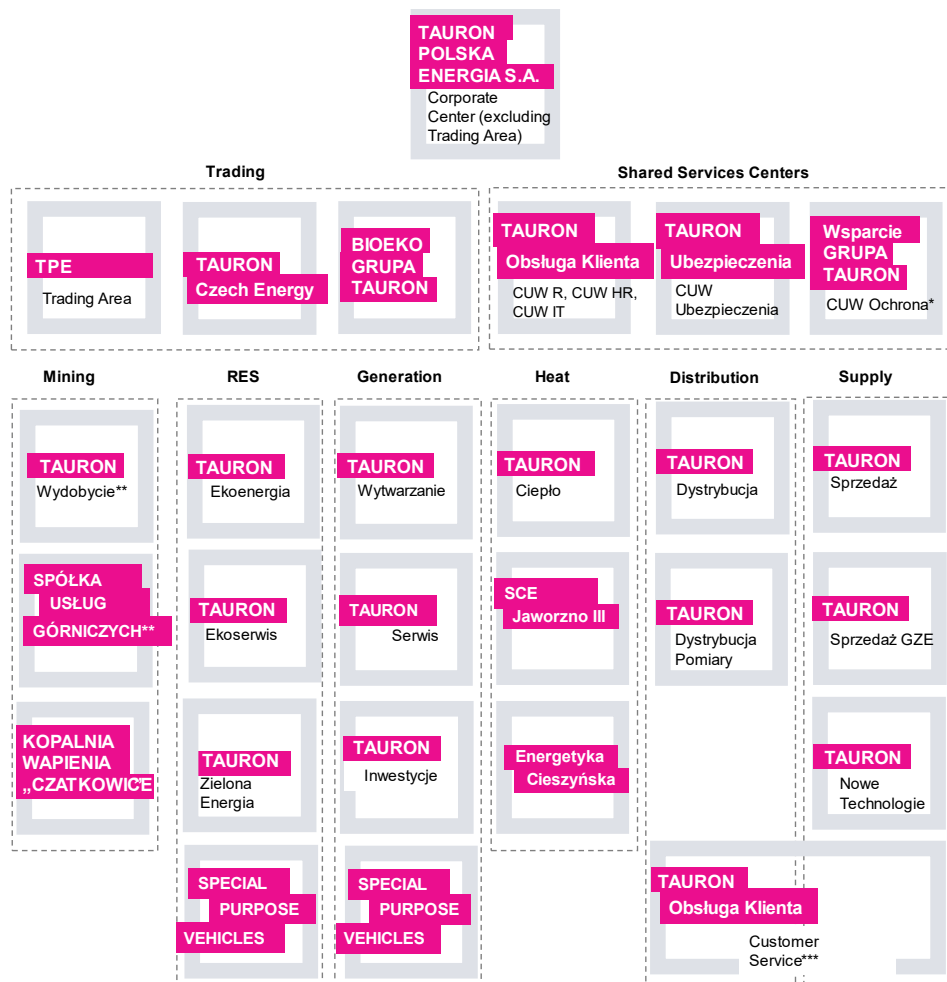 TAURON
POLSKA
ENERGIA S.A.
Corporate
Center (excluding
Trading Area)
Trading
Shared Services Centers
TPE
Trading Area
TAURON
Czech Energy
BIOEKO
GRUPA
TAURON
TAURON
Obsługa Klienta
CUW R, CUW HR,
CUW IT
TAURON
Ubezpieczenia
CUW
Ubezpieczenia
Wsparcie
GRUPA
TAURON
CUW Ochrona*
Mining
RES
Generation
Heat
Distribution
Supply
TAURON
Wydobycie**
TAURON
Ekoenergia
TAURON
Wytwarzanie
TAURON
Ciepło
TAURON
Dystrybucja
TAURON
Sprzedaż
SPÓŁKA
USŁUG
GÓRNICZYCH**
TAURON
Ekoserwis
TAURON
Serwis
SCE
Jaworzno III
TAURON
Dystrybucja
Pomiary
TAURON
Sprzedaż GZE
KOPALNIA
WAPIENIA
„CZATKOWICE”
TAURON
Zielona
Energia
TAURON
Inwestycje
Energetyka
Cieszyńska
TAURON
Nowe
Technologie
SPECIAL
PURPOSE
VEHICLES
SPECIAL
PURPOSE
VEHICLES
TAURON
Obsługa Klienta
Customer
Service***